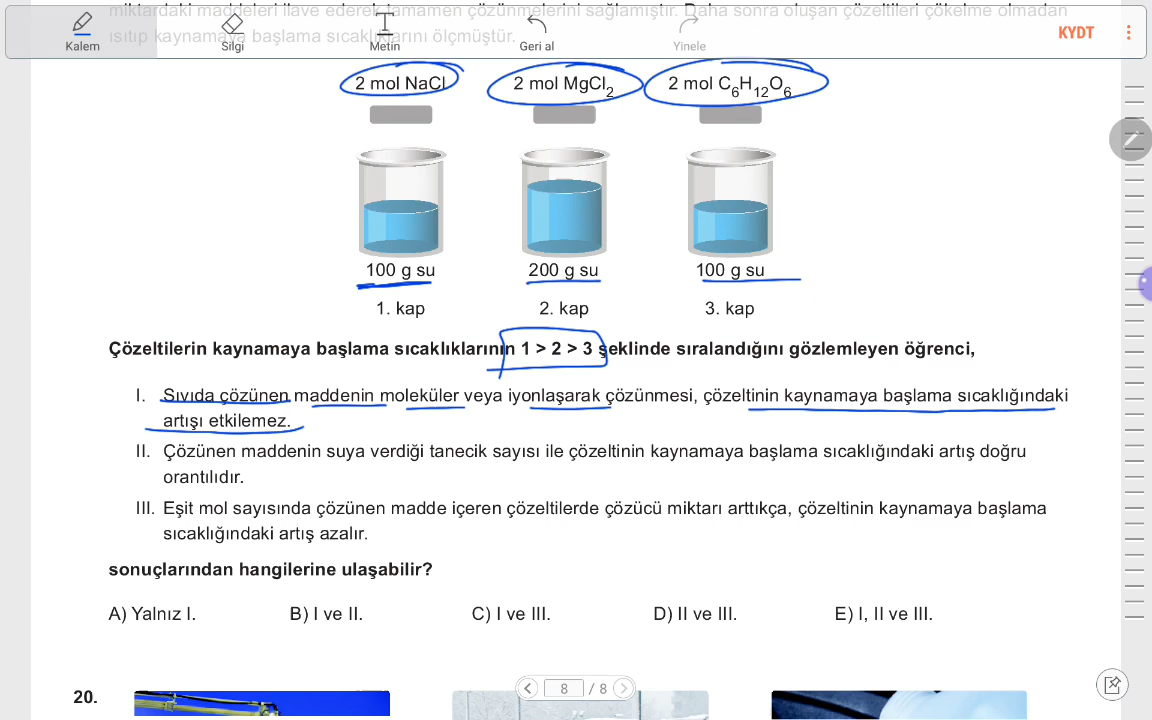 miktardaki maddeleri ilave ederek tamamen çözünmelerini sağlamıştır. Daha sonra oluşan çözeltileri çökelme olmadan
ısıtıp kaynamaya başlama sıcaklıklarını ölçmüştür.
Kalem
Silgi
Metin
Geri al
Yinele
KYDT
2 mol NaCl
2 mol MgCl₂
2 mol C₆H₁₂O₆
100 g su
200 g su
100 g su
1. kap
2. kap
3. kap
Çözeltilerin kaynamaya başlama sıcaklıklarının 1 > 2 > 3 şeklinde sıralandığını gözlemleyen öğrenci,
I. Sıvıda çözünen maddenin moleküler veya iyonlaşarak çözünmesi, çözeltinin kaynamaya başlama sıcaklığındaki
artışı etkilemez.
II. Çözünen maddenin suya verdiği tanecik sayısı ile çözeltinin kaynamaya başlama sıcaklığındaki artış doğru
orantılıdır.
III. Eşit mol sayısında çözünen madde içeren çözeltilerde çözücü miktarı arttıkça, çözeltinin kaynamaya başlama
sıcaklığındaki artış azalır.
sonuçlarından hangilerine ulaşabilir?
A) Yalnız I.
B) I ve II.
C) I ve III.
D) II ve III.
E) I, II ve III.
20.
8 / 8